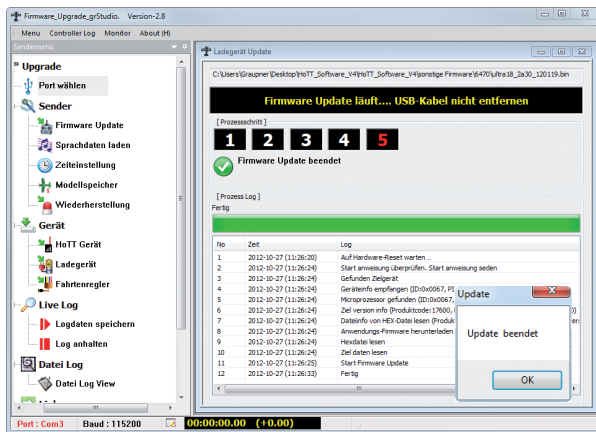 Firmware_Upgrade_grStudio. Version-2.8
Menu Controller Log Monitor About (H)
Sendermenü
Upgrade
Port wählen
Sender
Firmware Update
Sprachdaten laden
Zeiteinstellung
Modellspeicher
Wiederherstellung
Gerät
HoTT Gerät
Ladegerät
Fahrtenregler
Live Log
Logdaten speichern
Log anhalten
Datei Log
Datei Log View
Ladegerät Update
C:\Users\Graupner\Desktop\HoTT_Software_V4\HoTT_Software_V4\sonstige Firmware\6470\ultra18_2a30_120119.bin
Firmware Update läuft.... USB-Kabel nicht entfernen
[ Prozessschritt ]
1 2 3 4 5
Firmware Update beendet
[ Prozess Log ]
Fertig
No Zeit Log
1 2012-10-27 (11:26:20) Auf Hardware-Reset warten...
2 2012-10-27 (11:26:24) Start anweisung überprüfen. Start anweisung seden
3 2012-10-27 (11:26:24) Gefunden Zielgerät
4 2012-10-27 (11:26:24) Geräteinfo empfangen (ID:0x0067, PI
5 2012-10-27 (11:26:24) Microprozessor gefunden (ID:0x0067,
6 2012-10-27 (11:26:24) Ziel version info (Produktcode:17600, 0)
7 2012-10-27 (11:26:24) Dateiinfo von HEX-Datei lesen (Produk ers
8 2012-10-27 (11:26:24) Anwendungs-Firmware herunterladen
9 2012-10-27 (11:26:24) Hexdatei lesen
10 2012-10-27 (11:26:24) Ziel daten lesen
11 2012-10-27 (11:26:25) Start Firmware Update
12 2012-10-27 (11:26:33) Fertig
Update
Update beendet
OK
Port : Com3 Baud : 115200 00:00:00.00 (+0.00)